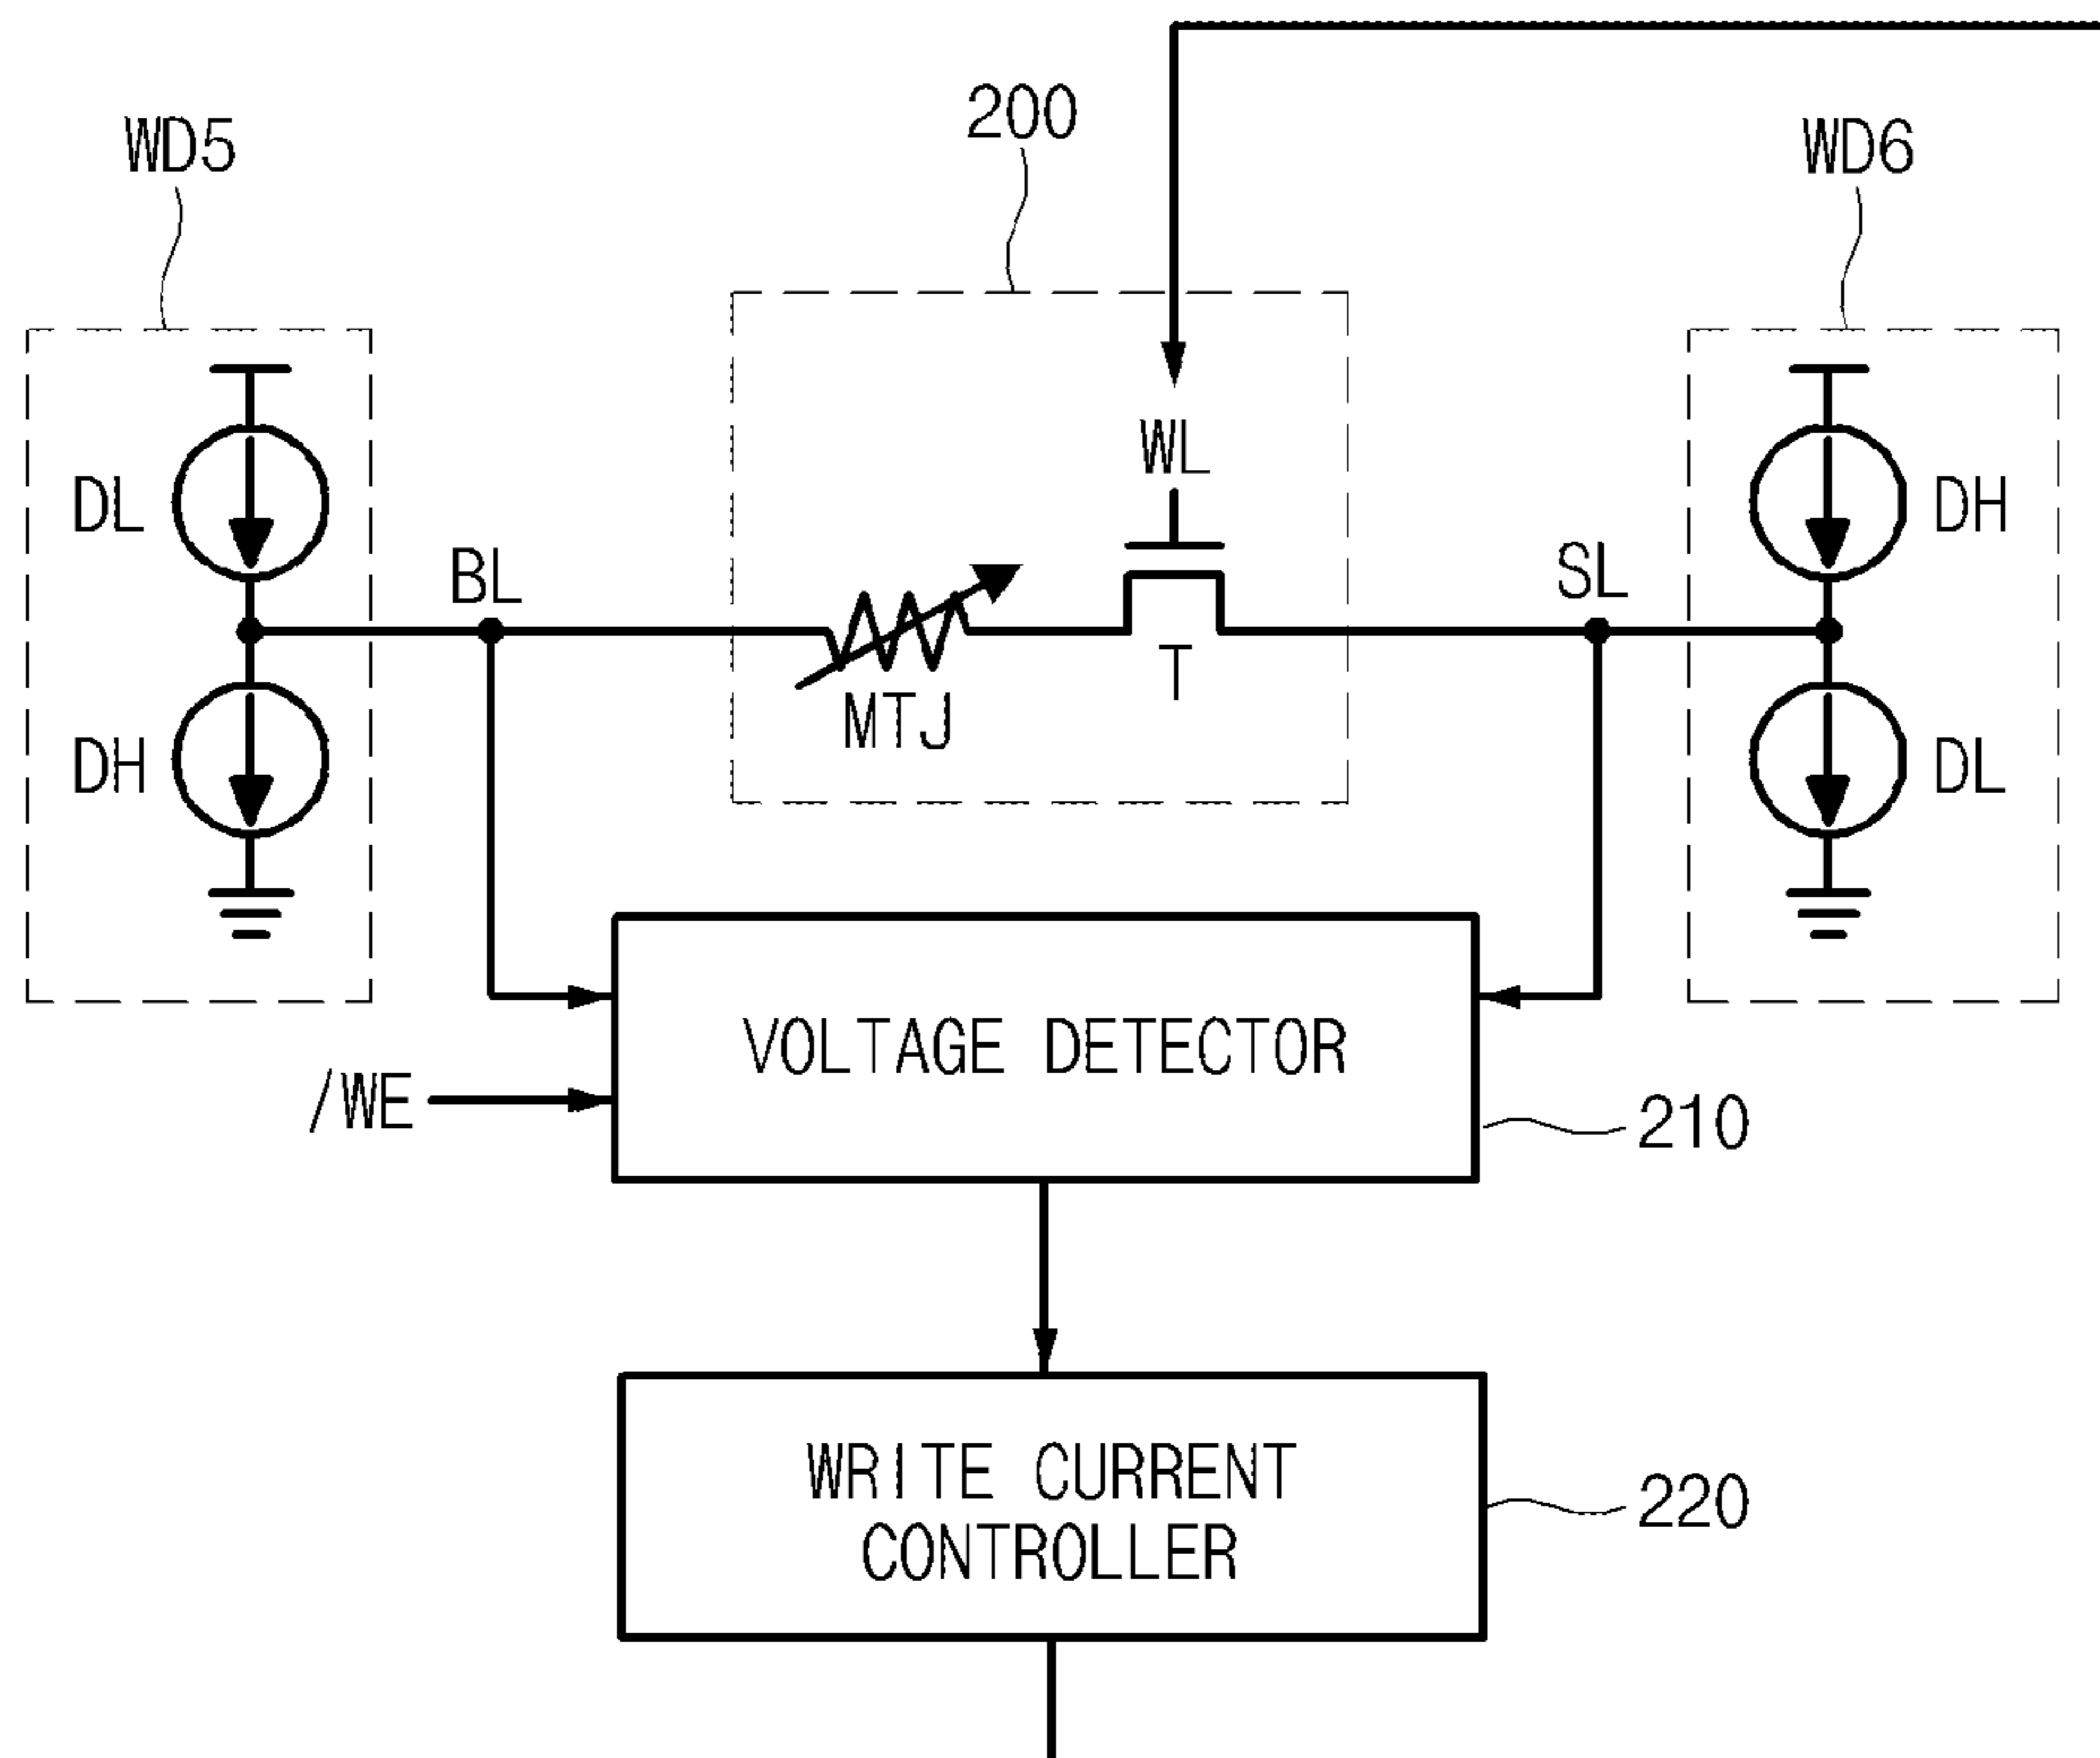 200
WD5
WD6
WL
DL
DH
BL
SL
T
MTJ
DH
DL
VOLTAGE DETECTOR
/WE
210
WRITE CURRENT
CONTROLLER
220